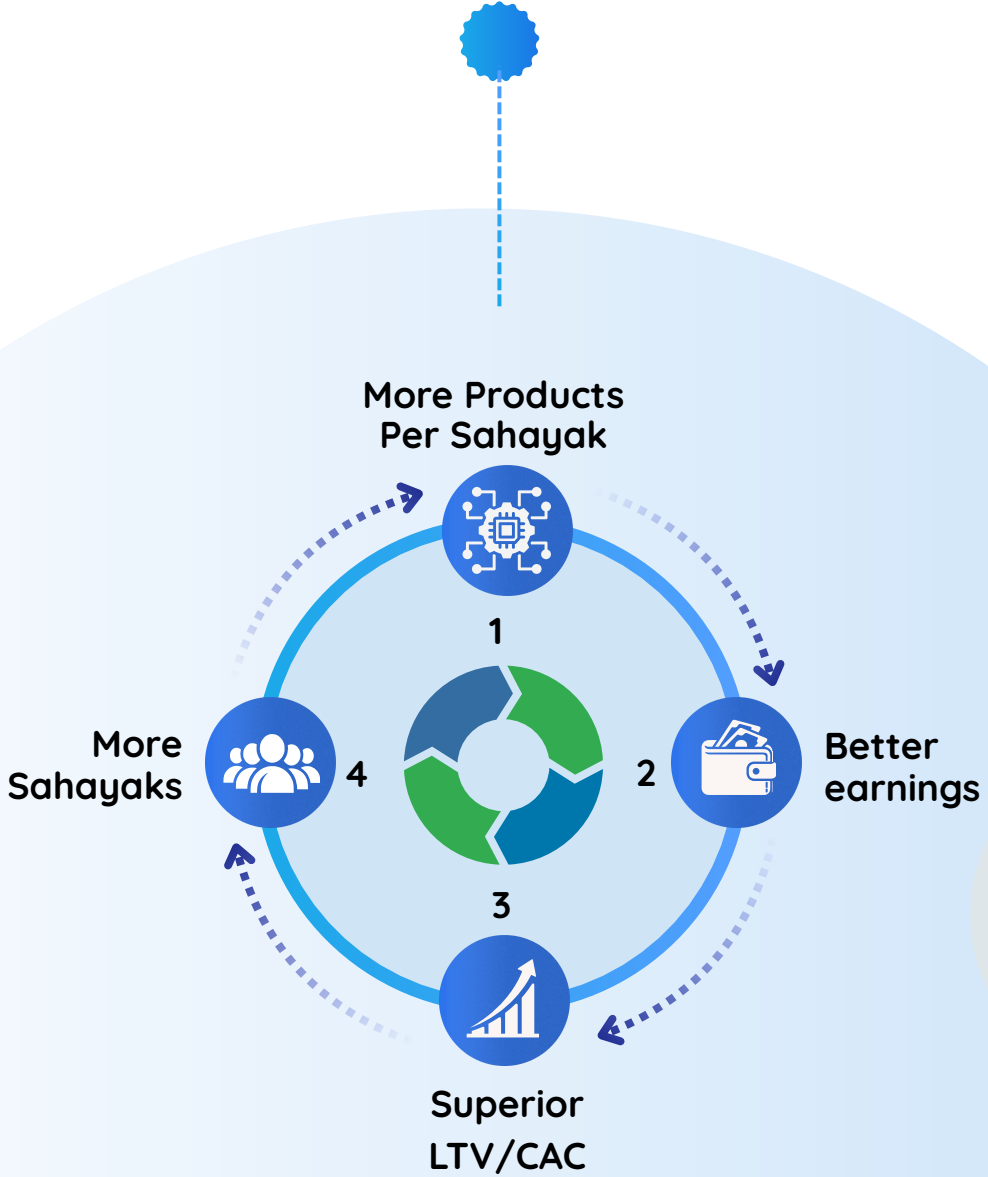 More Products
Per Sahayak
1
Better
earnings
2
3
Superior
LTV/CAC
More
Sahayaks
4